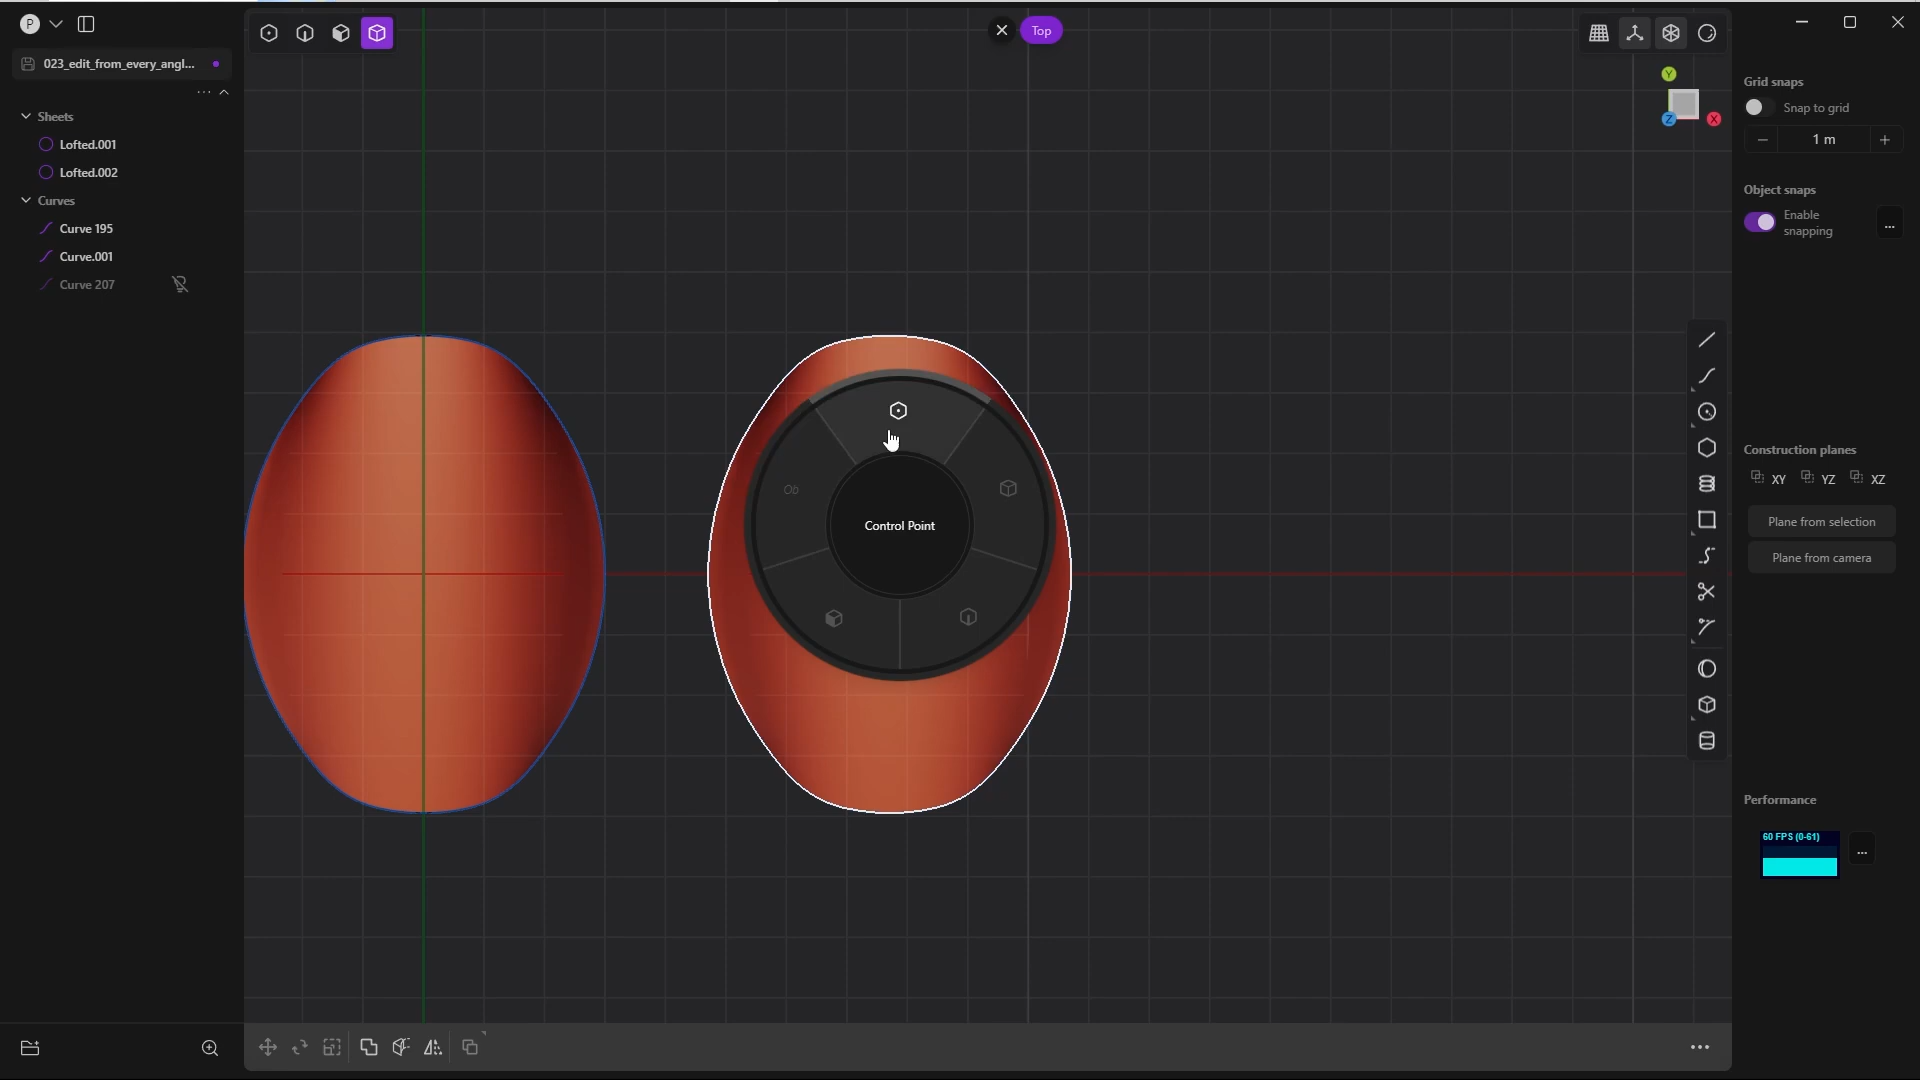 P
023_edit_from_every_angl...
Sheets
Lofted.001
Lofted.002
Curves
Curve 195
Curve.001
Curve 207
Top
Y
Z
X
Ob
Control Point
Grid snaps
Snap to grid
1 m
Object snaps
Enable
snapping
...
Construction planes
XY
YZ
XZ
Plane from selection
Plane from camera
Performance
60 FPS (0-61)
...